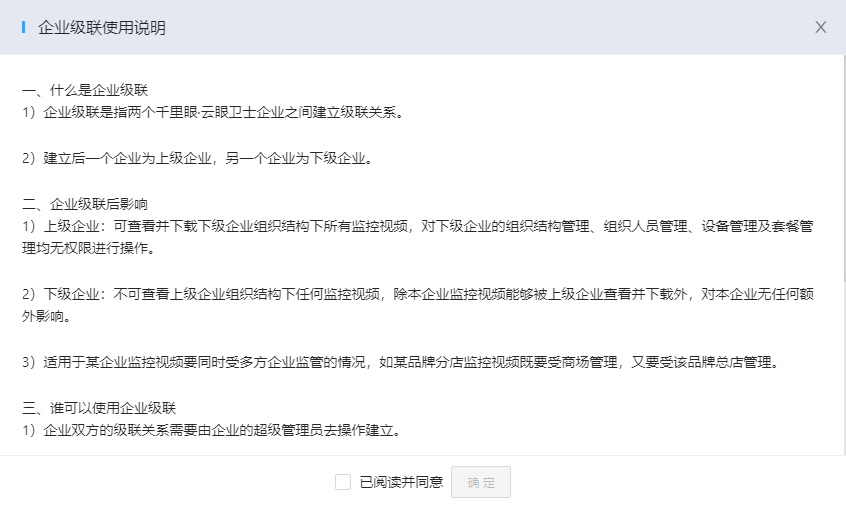 企业级联使用说明
一、什么是企业级联
1）企业级联是指两个千里眼·云眼卫士企业之间建立级联关系。
2）建立后一个企业为上级企业，另一个企业为下级企业。
二、企业级联后影响
1）上级企业：可查看并下载下级企业组织结构下所有监控视频，对下级企业的组织结构管理、组织人员管理、设备管理及套餐管
理均无权限进行操作。
2）下级企业：不可查看上级企业组织结构下任何监控视频，除本企业监控视频能够被上级企业查看并下载外，对本企业无任何额
外影响。
3）适用于某企业监控视频要同时受多方企业监管的情况，如某品牌分店监控视频既要受商场管理，又要受该品牌总店管理。
三、谁可以使用企业级联
1）企业双方的级联关系需要由企业的超级管理员去操作建立。
已阅读并同意 确 定